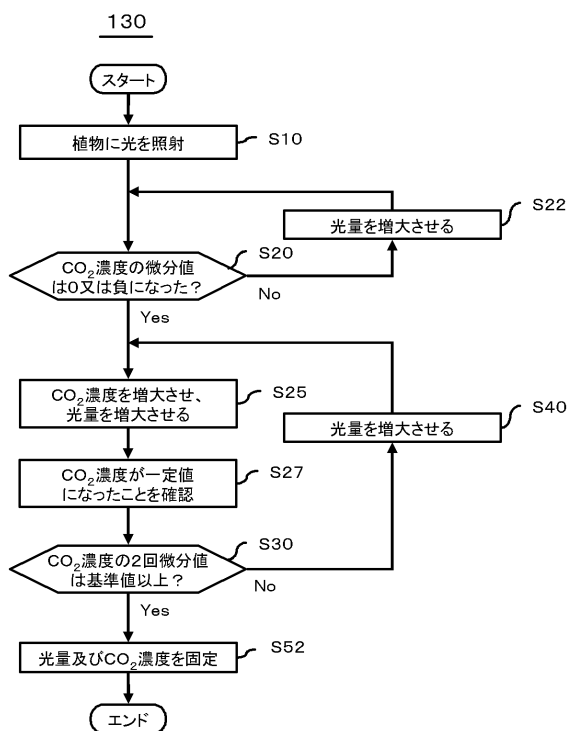 130
スタート
植物に光を照射
S10
光量を増大させる
S22
CO₂濃度の微分値
は0又は負になった？
S20
No
Yes
CO₂濃度を増大させ、
光量を増大させる
S25
光量を増大させる
S40
CO₂濃度が一定値
になったことを確認
S27
CO₂濃度の2回微分値
は基準値以上？
S30
No
Yes
光量及びCO₂濃度を固定
S52
エンド